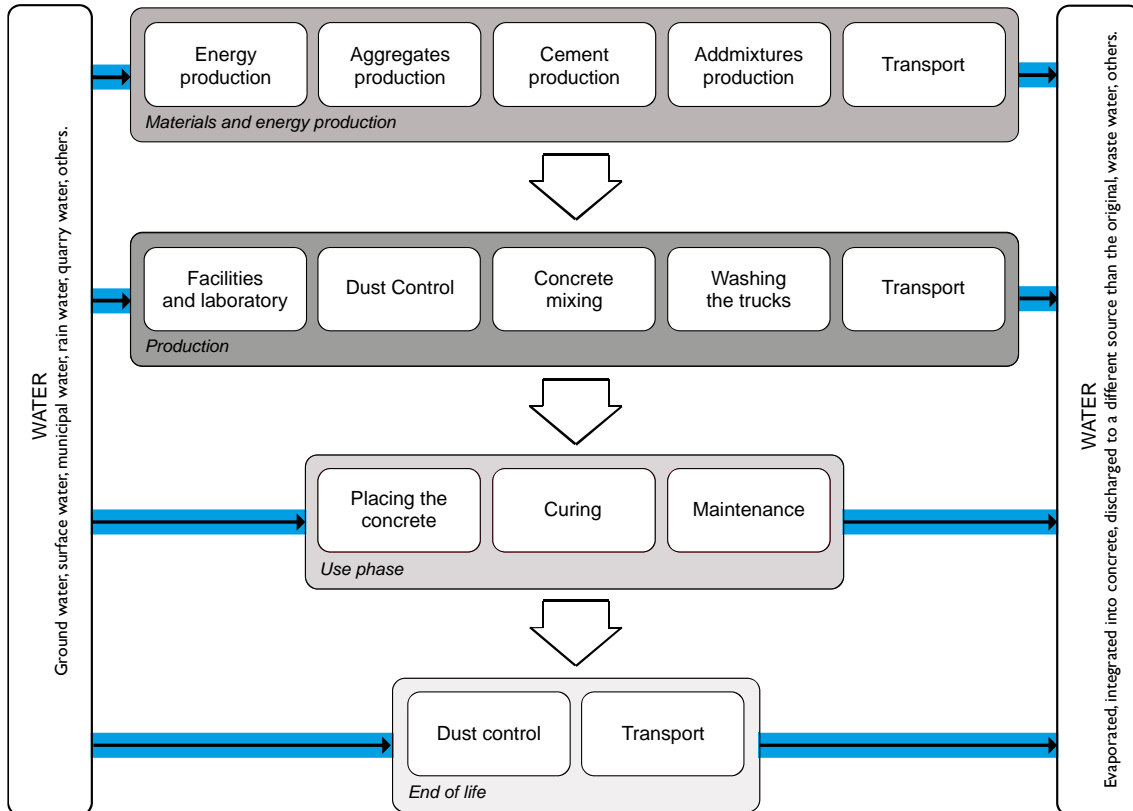 WATER
Ground water, surface water, municipal water, rain water, quarry water, others.
Energy
production
Aggregates
production
Cement
production
Addmixtures
production
Transport
Materials and energy production
Facilities
and laboratory
Dust Control
Concrete
mixing
Washing
the trucks
Transport
Production
Placing the
concrete
Curing
Maintenance
Use phase
Dust control
Transport
End of life
WATER
Evaporated, integrated into concrete, discharged to a different source than the original, waste water, others.